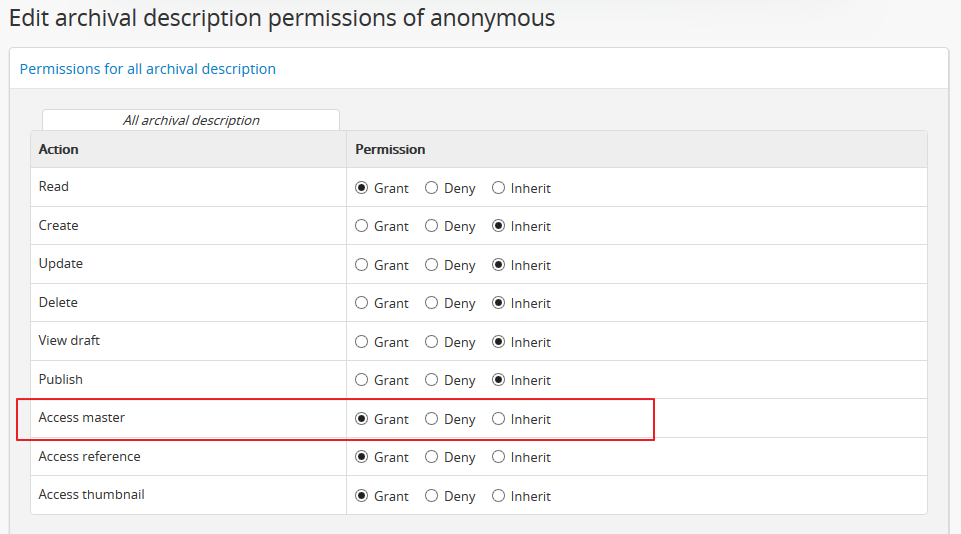 Edit archival description permissions of anonymous
Permissions for all archival description
All archival description
Action Permission
Read Grant Deny Inherit
Create Grant Deny Inherit
Update Grant Deny Inherit
Delete Grant Deny Inherit
View draft Grant Deny Inherit
Publish Grant Deny Inherit
Access master Grant Deny Inherit
Access reference Grant Deny Inherit
Access thumbnail Grant Deny Inherit